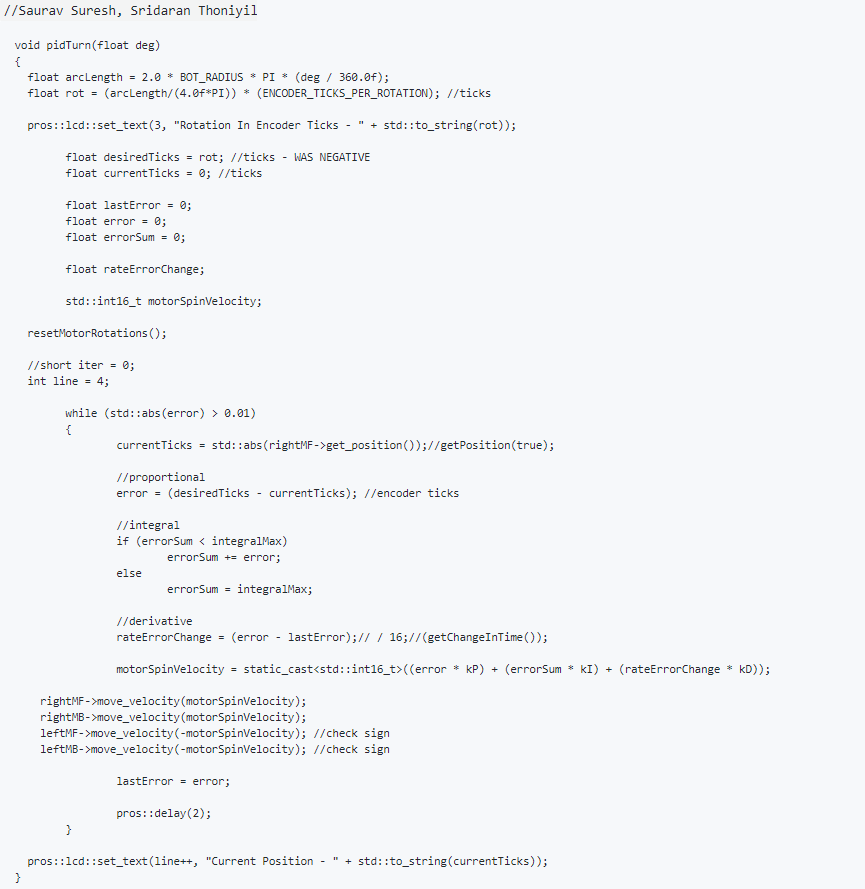 //Saurav Suresh, Sridaran Thoniyil
void pidTurn(float deg)
{
float arcLength = 2.0 * BOT_RADIUS * PI * (deg / 360.0f);
float rot = (arcLength/(4.0f*PI)) * (ENCODER_TICKS_PER_ROTATION); //ticks
pros::lcd::set_text(3, "Rotation In Encoder Ticks - " + std::to_string(rot));
float desiredTicks = rot; //ticks - WAS NEGATIVE
float currentTicks = 0; //ticks
float lastError = 0;
float error = 0;
float errorSum = 0;
float rateErrorChange;
std::int16_t motorSpinVelocity;
resetMotorRotations();
//short iter = 0;
int line = 4;
while (std::abs(error) > 0.01)
{
currentTicks = std::abs(rightMF->get_position());//getPosition(true);
//proportional
error = (desiredTicks - currentTicks); //encoder ticks
//integral
if (errorSum < integralMax)
errorSum += error;
else
errorSum = integralMax;
//derivative
rateErrorChange = (error - lastError);// / 16;//(getChangeInTime());
motorSpinVelocity = static_cast<std::int16_t>((error * kP) + (errorSum * kI) + (rateErrorChange * kD));
rightMF->move_velocity(motorSpinVelocity);
rightMB->move_velocity(motorSpinVelocity);
leftMF->move_velocity(-motorSpinVelocity); //check sign
leftMB->move_velocity(-motorSpinVelocity); //check sign
lastError = error;
pros::delay(2);
}
pros::lcd::set_text(line++, "Current Position - " + std::to_string(currentTicks));
}